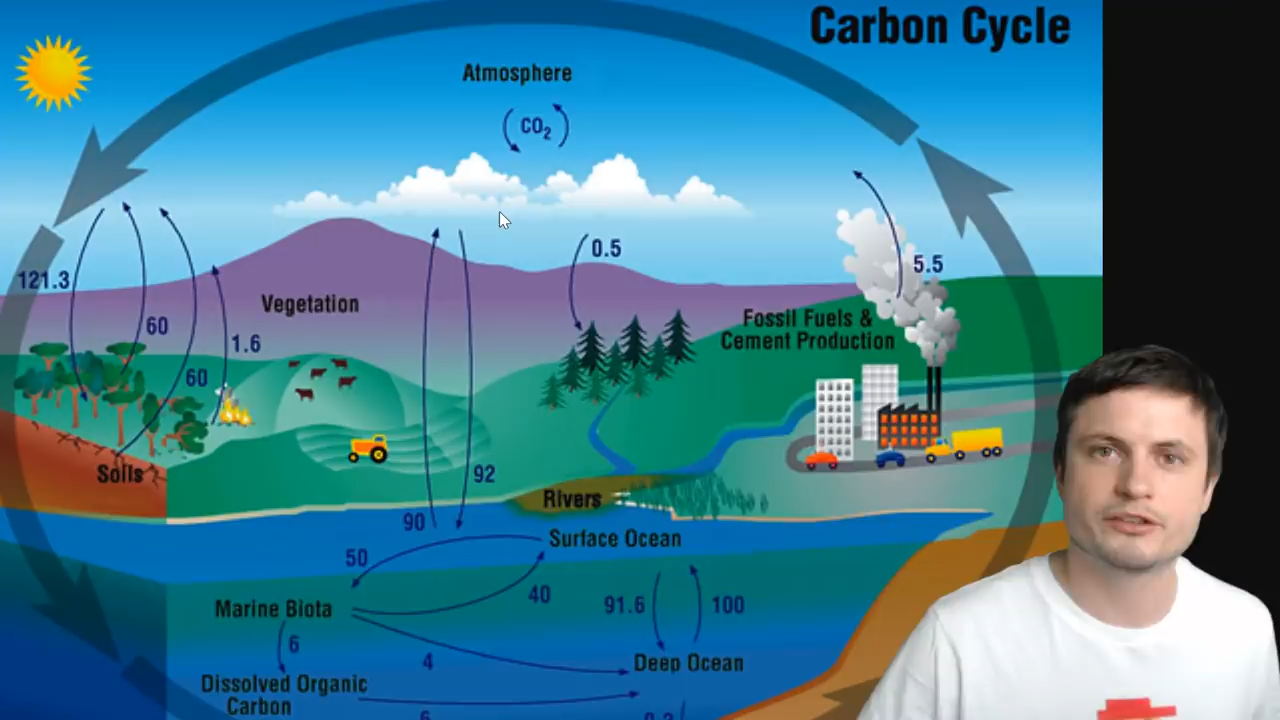 Carbon Cycle
Atmosphere
CO₂
0.5
121.3
60
60
1.6
Vegetation
5.5
Fossil Fuels &
Cement Production
Soils
92
90
Rivers
Surface Ocean
50
40
91.6
100
Marine Biota
6
4
Deep Ocean
Dissolved Organic
Carbon